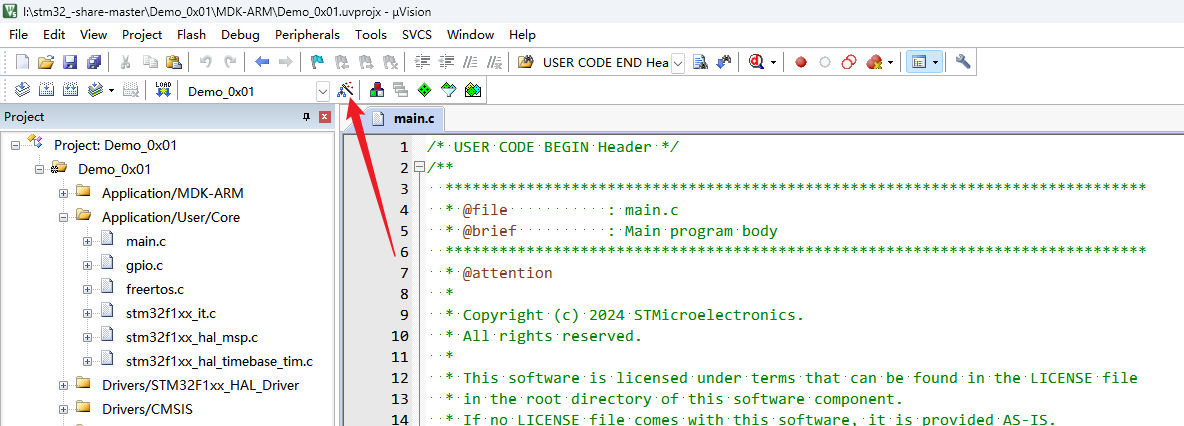 I:\stm32_-share-master\Demo_0x01\MDK-ARM\Demo_0x01.uvprojx - µVision
File Edit View Project Flash Debug Peripherals Tools SVCS Window Help
USER CODE END Hea
LOAD
Demo_0x01
Project
main.c
Project: Demo_0x01
Demo_0x01
Application/MDK-ARM
Application/User/Core
main.c
gpio.c
freertos.c
stm32f1xx_it.c
stm32f1xx_hal_msp.c
stm32f1xx_hal_timebase_tim.c
Drivers/STM32F1xx_HAL_Driver
Drivers/CMSIS
1 /* USER CODE BEGIN Header */
2 /**
3 ******************************************************************************
4 * @file : main.c
5 * @brief : Main program body
6 ******************************************************************************
7 * @attention
8 *
9 * Copyright (c) 2024 STMicroelectronics.
10 * All rights reserved.
11 *
12 * This software is licensed under terms that can be found in the LICENSE file
13 * in the root directory of this software component.
14 * If no LICENSE file comes with this software, it is provided AS-IS.